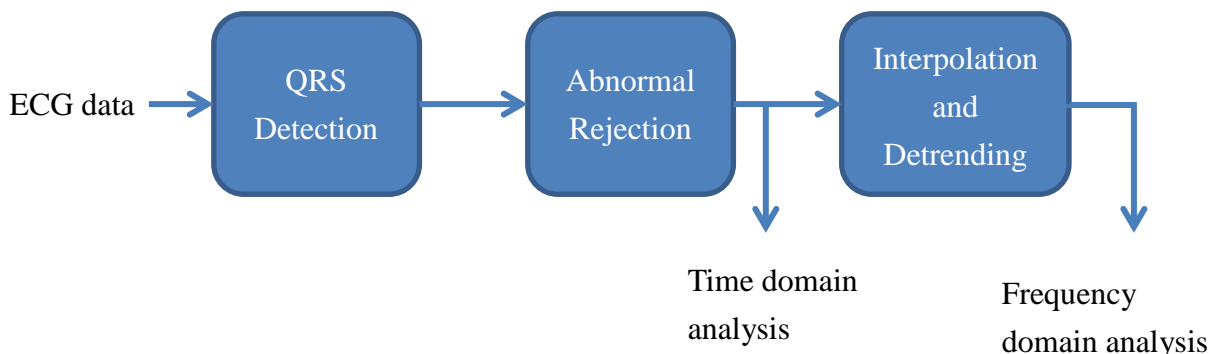 ECG data
QRS
Detection
Abnormal
Rejection
Interpolation
and
Detrending
Time domain
analysis
Frequency
domain analysis